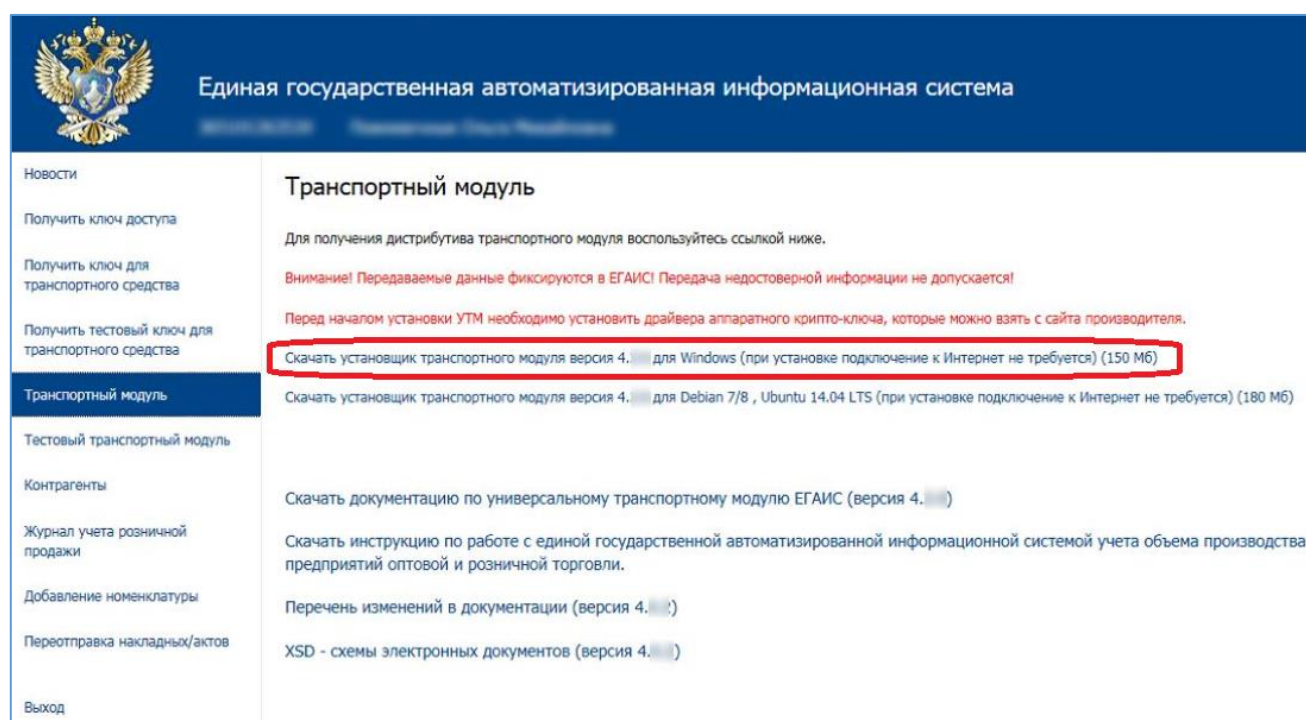 Единая государственная автоматизированная информационная система
Новости
Получить ключ доступа
Получить ключ для
транспортного средства
Получить тестовый ключ для
транспортного средства
Транспортный модуль
Тестовый транспортный модуль
Контрагенты
Журнал учета розничной
продажи
Добавление номенклатуры
Переотправка накладных/актов
Выход
Транспортный модуль
Для получения дистрибутива транспортного модуля воспользуйтесь ссылкой ниже.
Внимание! Передаваемые данные фиксируются в ЕГАИС! Передача недостоверной информации не допускается!
Перед началом установки УТМ необходимо установить драйвера аппаратного крипто-ключа, которые можно взять с сайта производителя.
Скачать установщик транспортного модуля версия 4. для Windows (при установке подключение к Интернет не требуется) (150 Мб)
Скачать установщик транспортного модуля версия 4. для Debian 7/8 , Ubuntu 14.04 LTS (при установке подключение к Интернет не требуется) (180 Мб)
Скачать документацию по универсальному транспортному модулю ЕГАИС (версия 4. )
Скачать инструкцию по работе с единой государственной автоматизированной информационной системой учета объема производства
предприятий оптовой и розничной торговли.
Перечень изменений в документации (версия 4. )
XSD - схемы электронных документов (версия 4. )